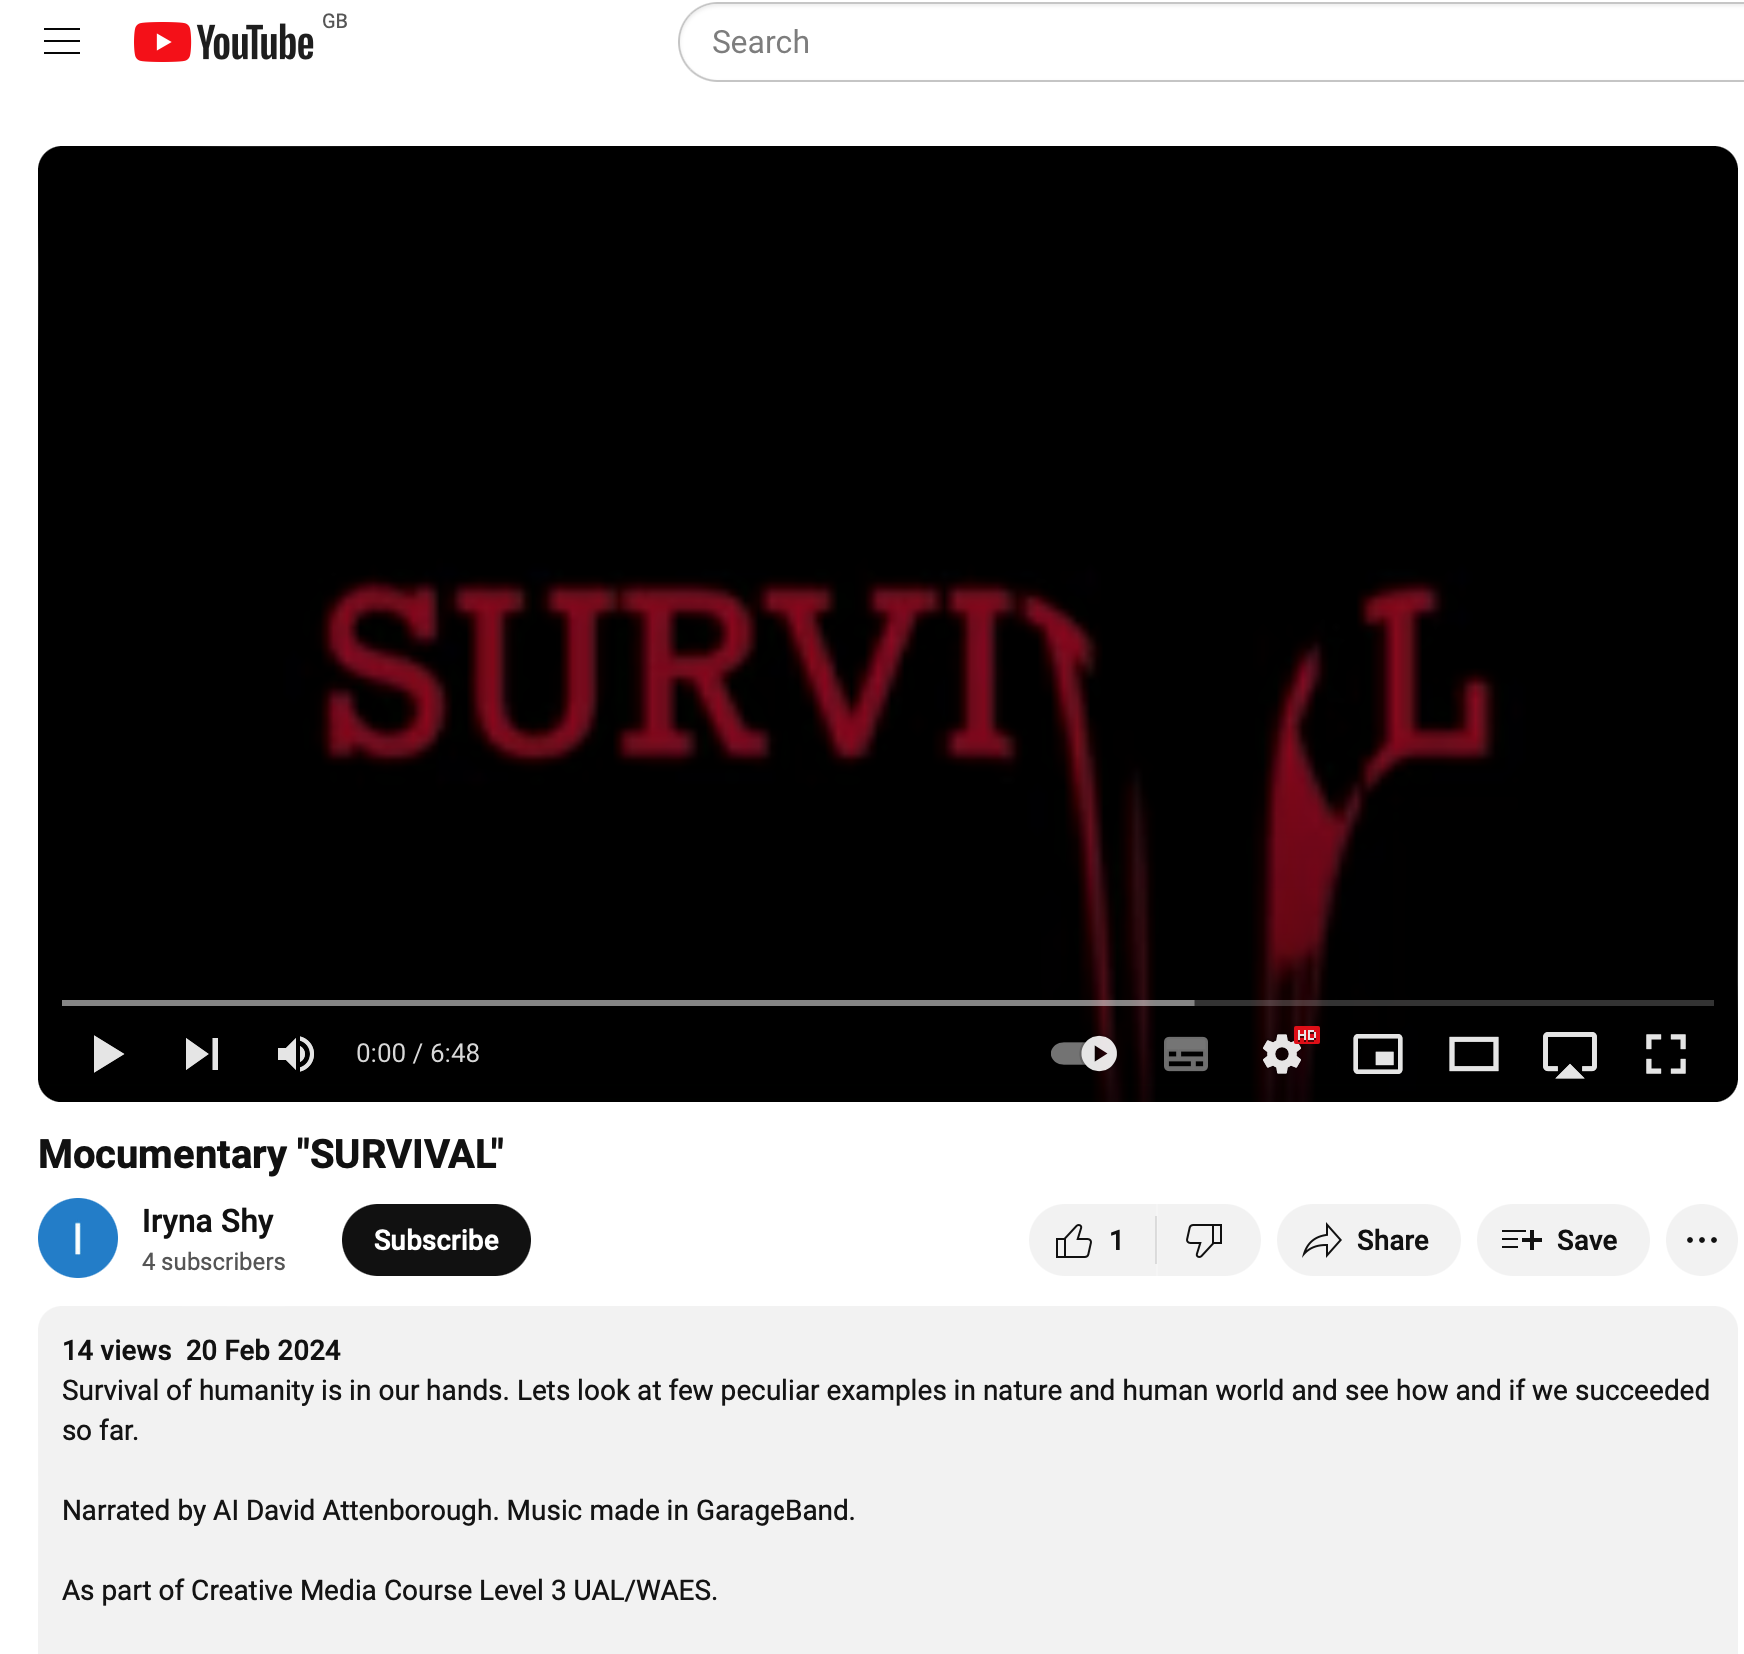 YouTube GB
Search
SURVI L
0:00 / 6:48
HD
Mocumentary "SURVIVAL"
I
Iryna Shy
4 subscribers
Subscribe
1
Share
Save
14 views 20 Feb 2024
Survival of humanity is in our hands. Lets look at few peculiar examples in nature and human world and see how and if we succeeded
so far.
Narrated by AI David Attenborough. Music made in GarageBand.
As part of Creative Media Course Level 3 UAL/WAES.